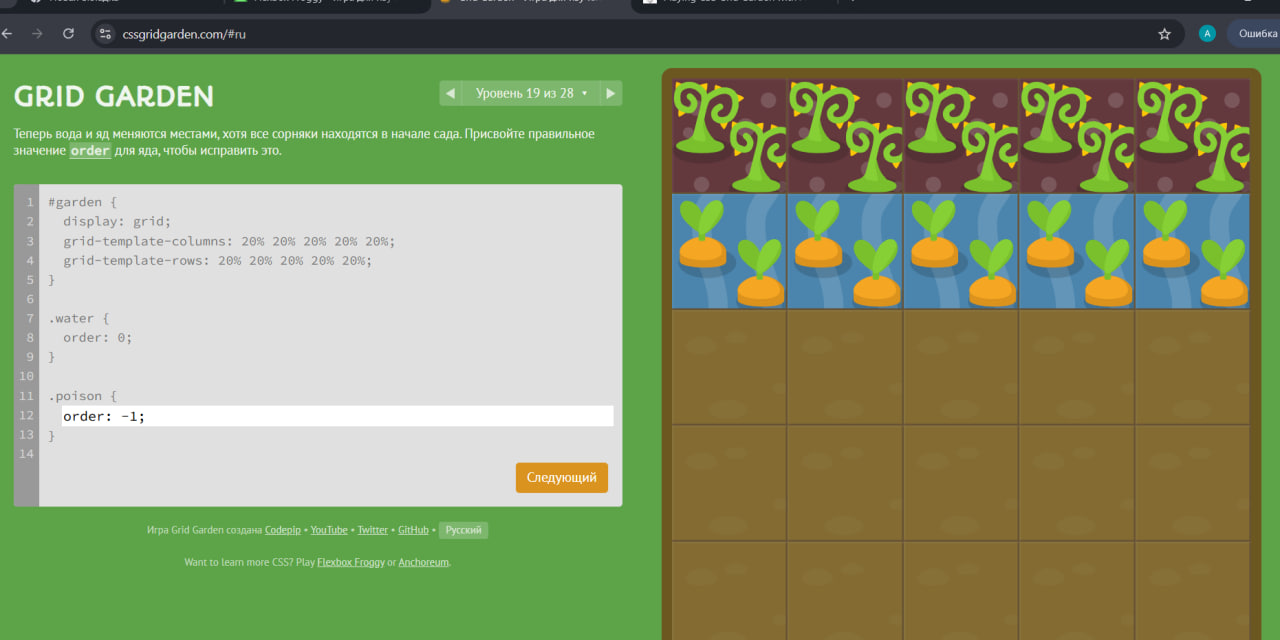 cssgridgarden.com/#ru
А
Ошибка
GRID GARDEN
Уровень 19 из 28
Теперь вода и яд меняются местами, хотя все сорняки находятся в начале сада. Присвойте правильное
значение order для яда, чтобы исправить это.
1 #garden {
2 display: grid;
3 grid-template-columns: 20% 20% 20% 20% 20%;
4 grid-template-rows: 20% 20% 20% 20% 20%;
5 }
6
7 .water {
8 order: 0;
9 }
10
11 .poison {
12 order: -1;
13 }
14
Следующий
Игра Grid Garden создана Codepip • YouTube • Twitter • GitHub • Русский
Want to learn more CSS? Play Flexbox Froggy or Anchoreum.